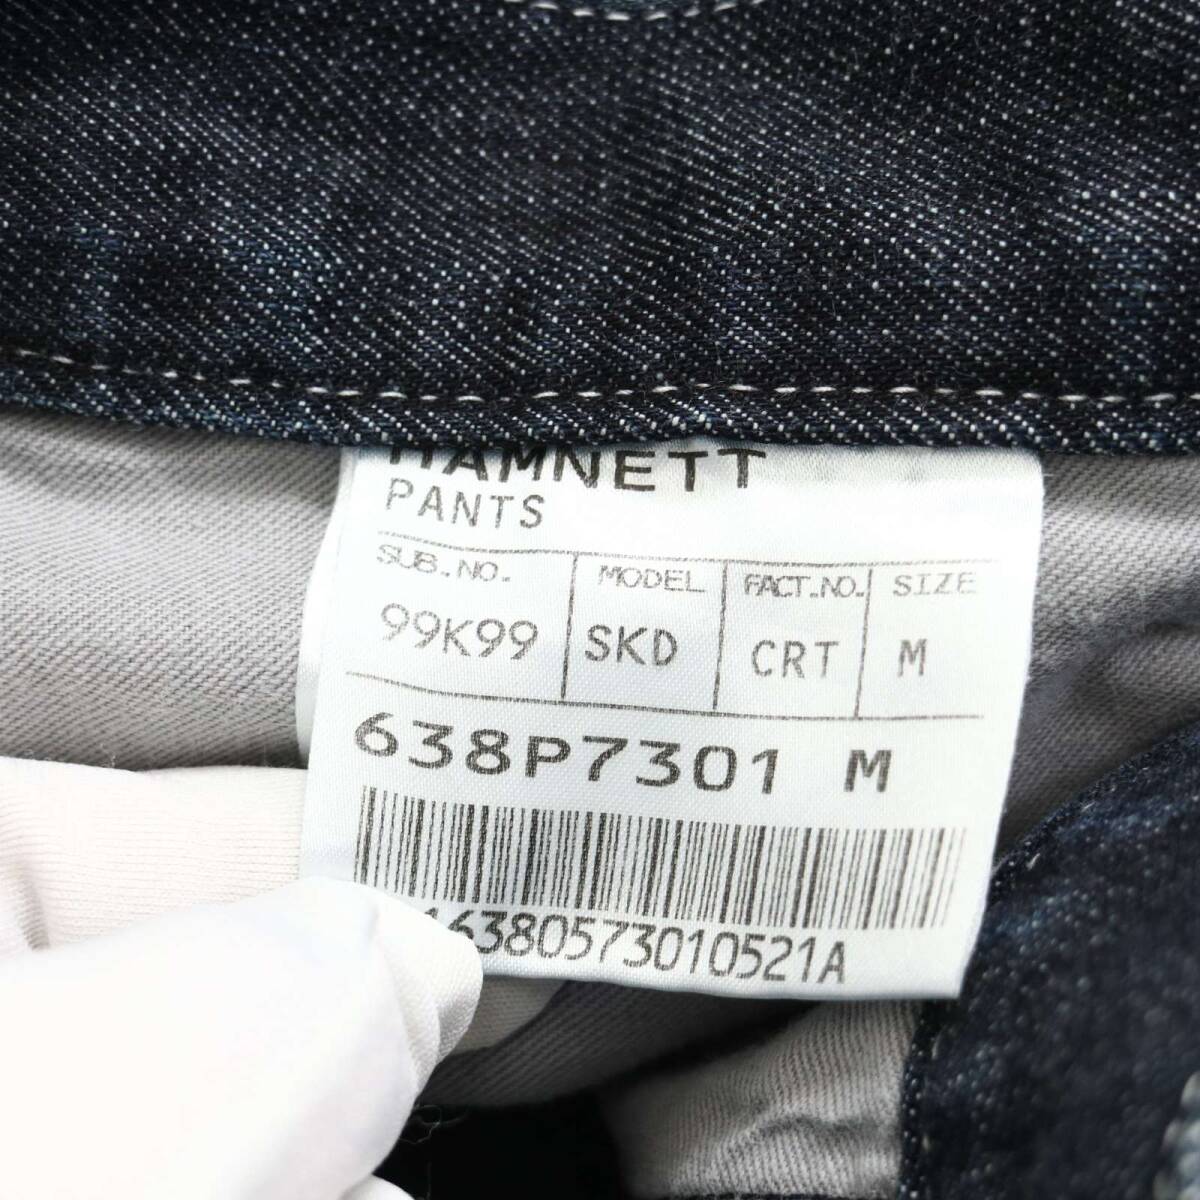 HAMNETT
PANTS
SUB.NO. MODEL FACT.NO. SIZE
99K99 SKD CRT M
638P7301 M
16380573010521A